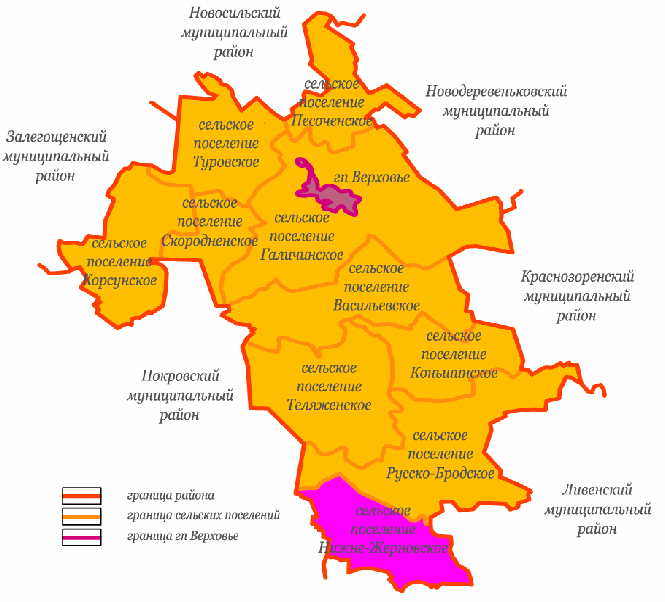 Новосильский
муниципальный
район
Новодеревеньковский
муниципальный
район
сельское
поселение
Песоченское
Залегощенский
муниципальный
район
сельское
поселение
Туровское
гп Верховье
сельское
поселение
Скородненское
сельское
поселение
Галичинское
сельское
поселение
Корсунское
сельское
поселение
Васильевское
Краснозоренский
муниципальный
район
сельское
поселение
Коньшинское
Покровский
муниципальный
район
сельское
поселение
Теляженское
сельское
поселение
Русско-Бродское
Ливенский
муниципальный
район
сельское
поселение
Нижне-Жерновское
граница района
граница сельских поселений
граница гп Верховье